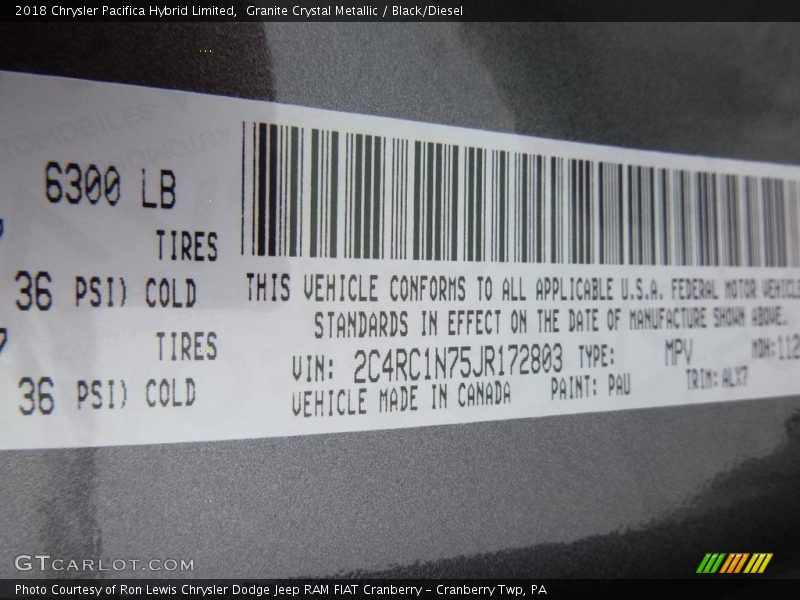 2018 Chrysler Pacifica Hybrid Limited, Granite Crystal Metallic / Black/Diesel
6300 LB
TIRES
36 PSI) COLD
7 TIRES
36 PSI) COLD
THIS VEHICLE CONFORMS TO ALL APPLICABLE U.S.A. FEDERAL MOTOR VEHICLE
STANDARDS IN EFFECT ON THE DATE OF MANUFACTURE SHOWN ABOVE.
VIN: 2C4RC1N75JR172803 TYPE: MPV MDH: 112
VEHICLE MADE IN CANADA PAINT: PAU TRIM: ALX7
GTCARLOT.COM
Photo Courtesy of Ron Lewis Chrysler Dodge Jeep RAM FIAT Cranberry – Cranberry Twp, PA